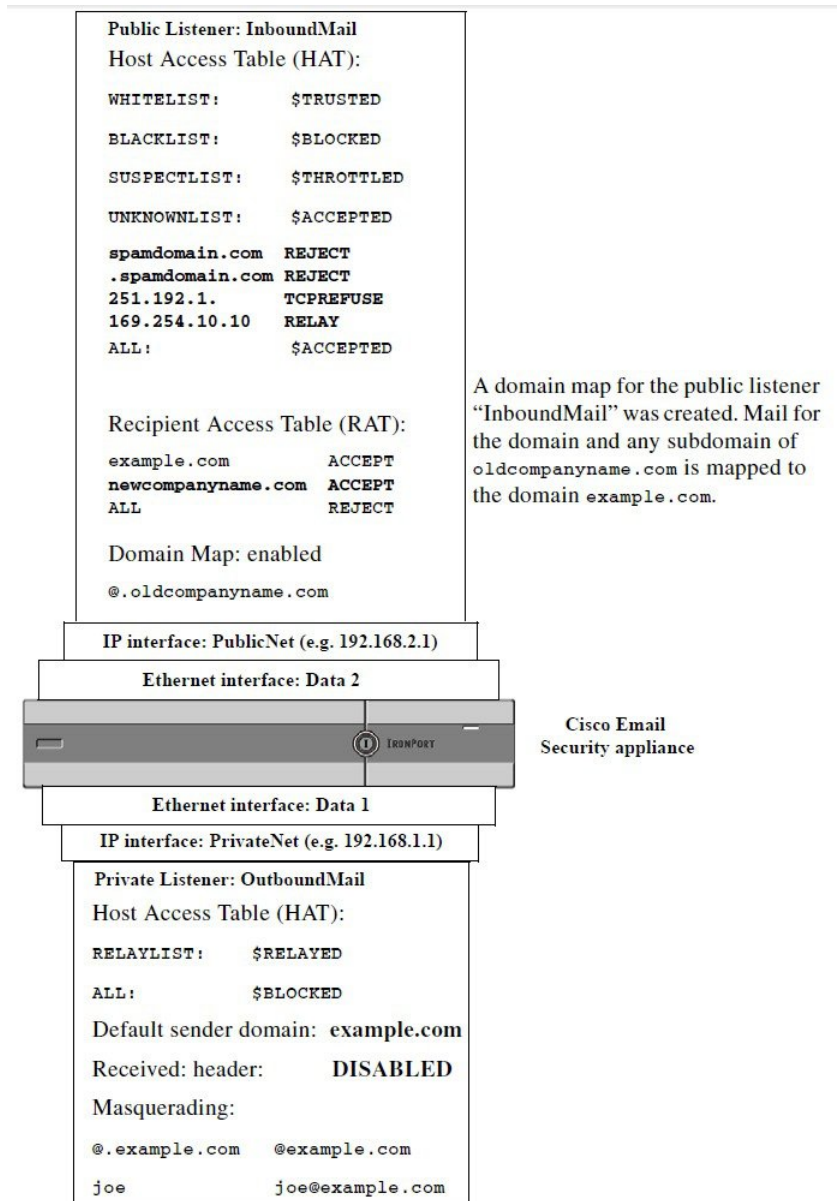 Public Listener: InboundMail
Host Access Table (HAT):
WHITELIST: $TRUSTED
BLACKLIST: $BLOCKED
SUSPECTLIST: $THROTTLED
UNKNOWNLIST: $ACCEPTED
spamdomain.com REJECT
.spamdomain.com REJECT
251.192.1. TCPREFUSE
169.254.10.10 RELAY
ALL: $ACCEPTED
Recipient Access Table (RAT):
example.com ACCEPT
newcompanyname.com ACCEPT
ALL REJECT
Domain Map: enabled
@.oldcompanyname.com
A domain map for the public listener
“InboundMail” was created. Mail for
the domain and any subdomain of
oldcompanyname.com is mapped to
the domain example.com.
IP interface: PublicNet (e.g. 192.168.2.1)
Ethernet interface: Data 2
IRONPORT
Cisco Email
Security appliance
Ethernet interface: Data 1
IP interface: PrivateNet (e.g. 192.168.1.1)
Private Listener: OutboundMail
Host Access Table (HAT):
RELAYLIST: $RELAYED
ALL: $BLOCKED
Default sender domain: example.com
Received: header: DISABLED
Masquerading:
@.example.com @example.com
joe joe@example.com